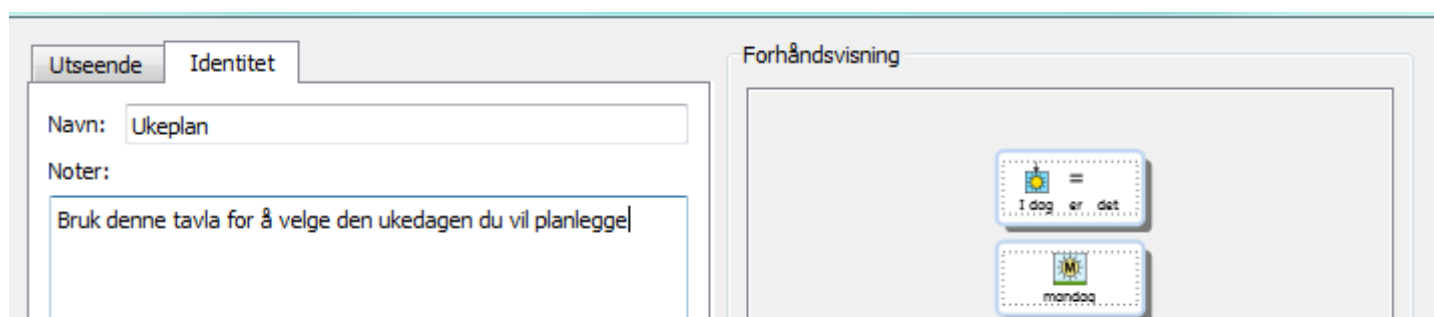 Utseende Identitet
Navn: Ukeplan
Noter:
Bruk denne tavla for å velge den ukedagen du vil planlegge
Forhåndsvisning
=
I dag er det
M
mandag